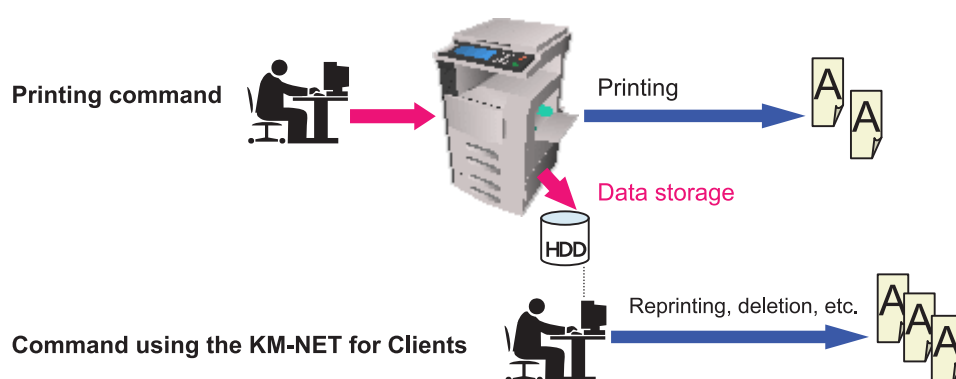 Printing command
Printing
A
A
Data storage
HDD
Reprinting, deletion, etc.
A
A
A
Command using the KM-NET for Clients